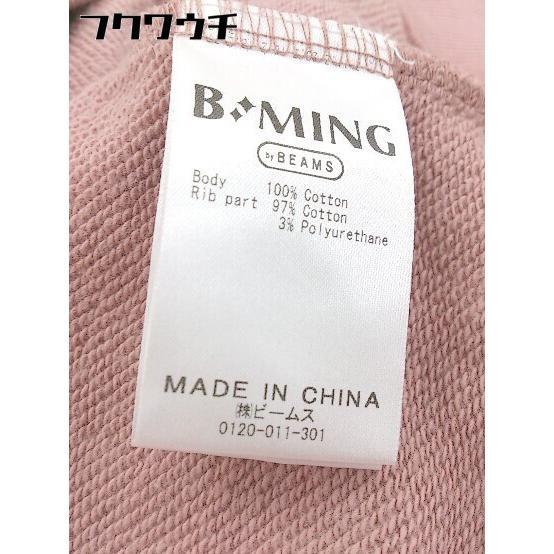 フクウクチ
B✦MING
by BEAMS
Body 100% Cotton
Rib part 97% Cotton
3% Polyurethane
MADE IN CHINA
㈱ビームス
0120-011-301